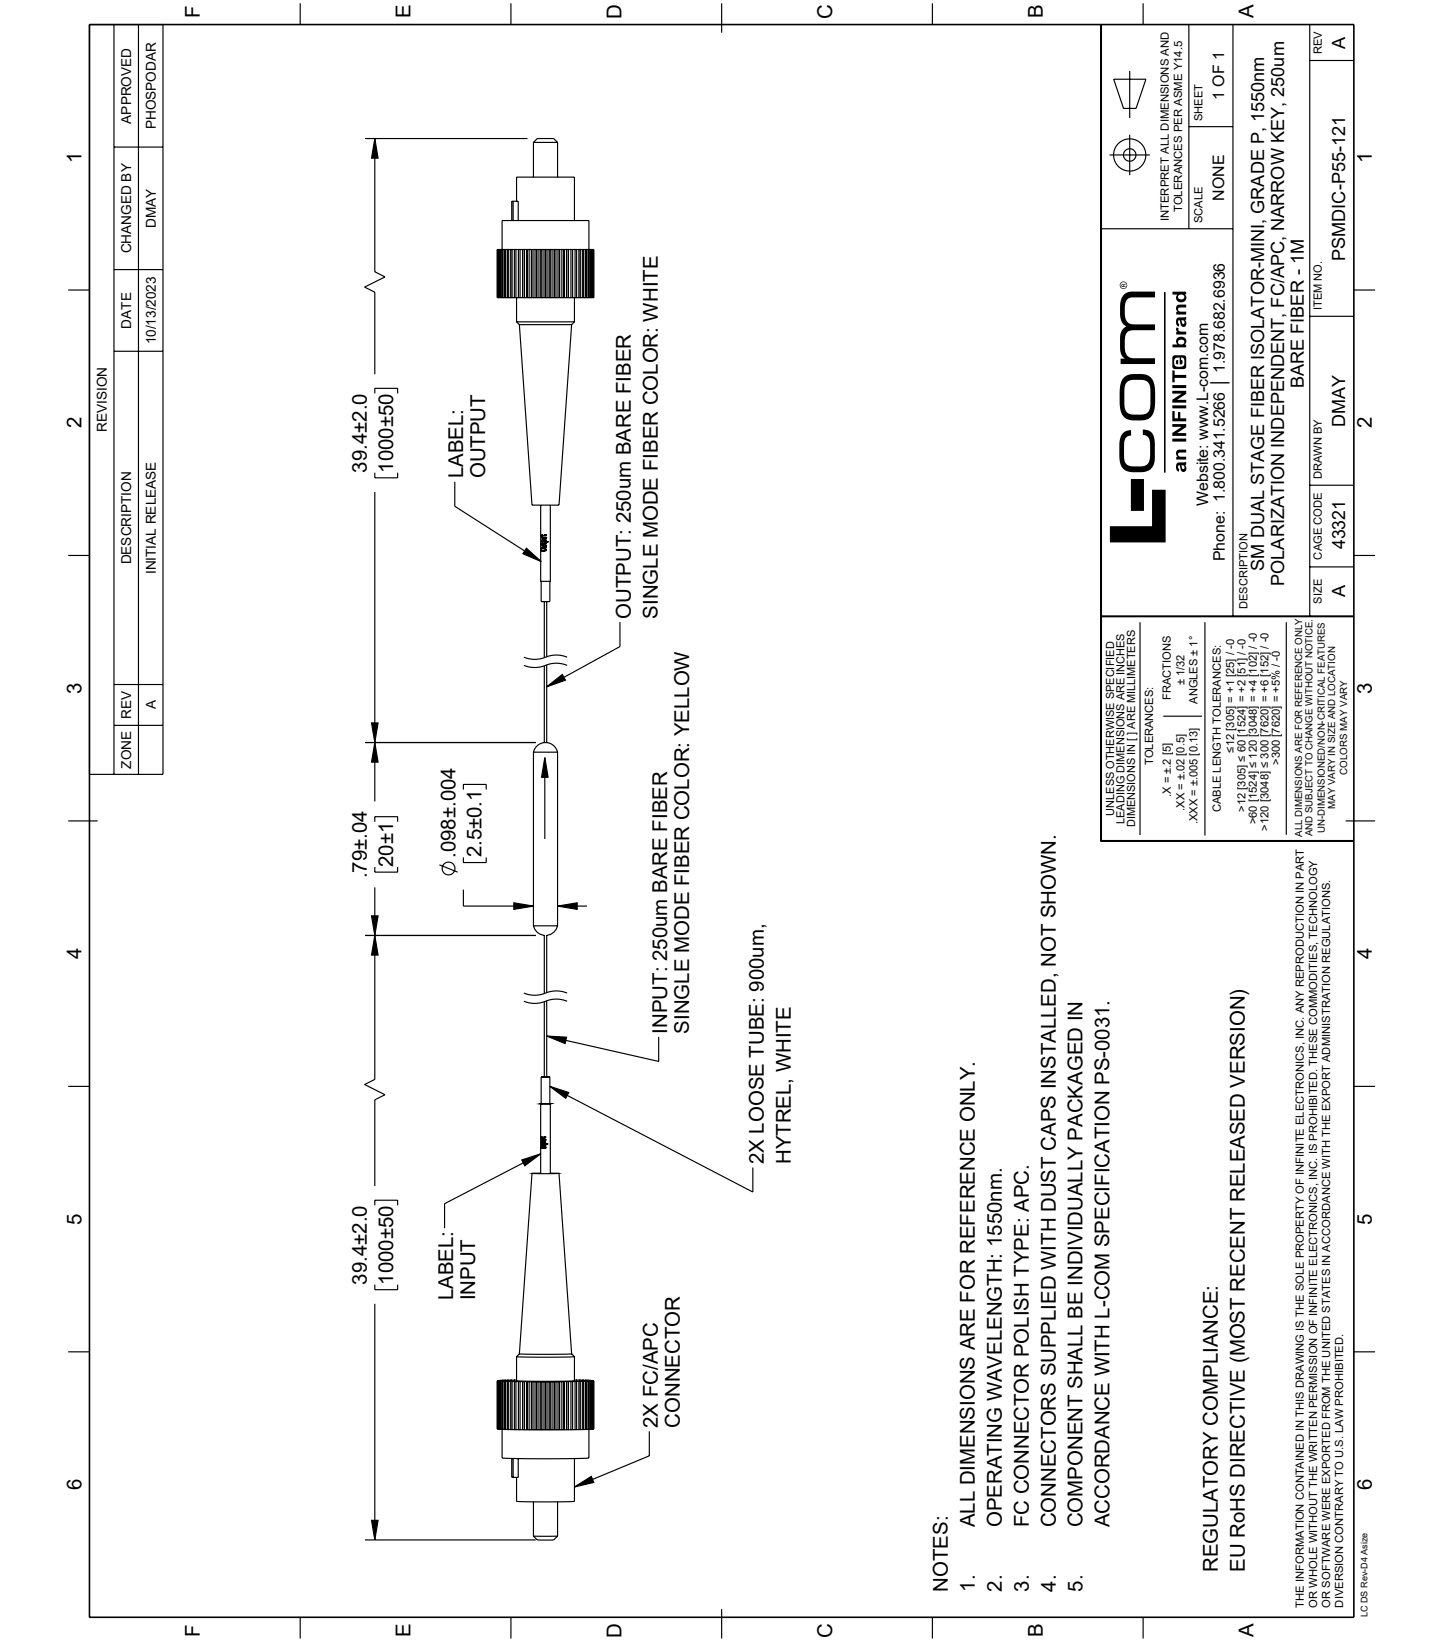 F
E
D
C
B
A
1
2
3
4
5
6
REVISION
ZONE REV DESCRIPTION DATE CHANGED BY APPROVED
A INITIAL RELEASE 10/13/2023 DMAY PHOSPODAR
39.4±2.0
[1000±50]
.79±.04
[20±1]
39.4±2.0
[1000±50]
Ø.098±.004
[2.5±0.1]
LABEL:
INPUT
LABEL:
OUTPUT
2X FC/APC
CONNECTOR
INPUT: 250um BARE FIBER
SINGLE MODE FIBER COLOR: YELLOW
OUTPUT: 250um BARE FIBER
SINGLE MODE FIBER COLOR: WHITE
2X LOOSE TUBE: 900um,
HYTREL, WHITE
NOTES:
1. ALL DIMENSIONS ARE FOR REFERENCE ONLY.
2. OPERATING WAVELENGTH: 1550nm.
3. FC CONNECTOR POLISH TYPE: APC.
4. CONNECTORS SUPPLIED WITH DUST CAPS INSTALLED, NOT SHOWN.
5. COMPONENT SHALL BE INDIVIDUALLY PACKAGED IN
ACCORDANCE WITH L-COM SPECIFICATION PS-0031.
REGULATORY COMPLIANCE:
EU RoHS DIRECTIVE (MOST RECENT RELEASED VERSION)
THE INFORMATION CONTAINED IN THIS DRAWING IS THE SOLE PROPERTY OF INFINITE ELECTRONICS, INC. ANY REPRODUCTION IN PART
OR WHOLE WITHOUT THE WRITTEN PERMISSION OF INFINITE ELECTRONICS, INC. IS PROHIBITED. THESE COMMODITIES, TECHNOLOGY
OR SOFTWARE WERE EXPORTED FROM THE UNITED STATES IN ACCORDANCE WITH THE EXPORT ADMINISTRATION REGULATIONS.
DIVERSION CONTRARY TO U.S. LAW PROHIBITED.
UNLESS OTHERWISE SPECIFIED
LEADING DIMENSIONS ARE INCHES
DIMENSIONS IN [ ] ARE MILLIMETERS
TOLERANCES:
.X = ±.2 [5] FRACTIONS
.XX = ±.02 [0.5] ± 1/32
.XXX = ±.005 [0.13] ANGLES ± 1°
CABLE LENGTH TOLERANCES:
≤12 [305] = +1 [25] / -0
>12 [305] ≤ 60 [1524] = +2 [51] / -0
>60 [1524] ≤ 120 [3048] = +4 [102] / -0
>120 [3048] ≤ 300 [7620] = +6 [152] / -0
>300 [7620] = +5% / -0
ALL DIMENSIONS ARE FOR REFERENCE ONLY
AND SUBJECT TO CHANGE WITHOUT NOTICE.
UN-DIMENSIONED/NON-CRITICAL FEATURES
MAY VARY IN SIZE AND LOCATION
COLORS MAY VARY
L-com®
an INFINITE brand
Website: www.L-com.com
Phone: 1.800.341.5266 | 1.978.682.6936
INTERPRET ALL DIMENSIONS AND
TOLERANCES PER ASME Y14.5
SCALE SHEET
NONE 1 OF 1
DESCRIPTION
SM DUAL STAGE FIBER ISOLATOR-MINI, GRADE P, 1550nm
POLARIZATION INDEPENDENT, FC/APC, NARROW KEY, 250um
BARE FIBER - 1M
SIZE CAGE CODE DRAWN BY ITEM NO. REV
A 43321 DMAY PSMDIC-P55-121 A
6
5
4
3
2
1
F
E
D
C
B
A
LC DS Rev-D4 Asize